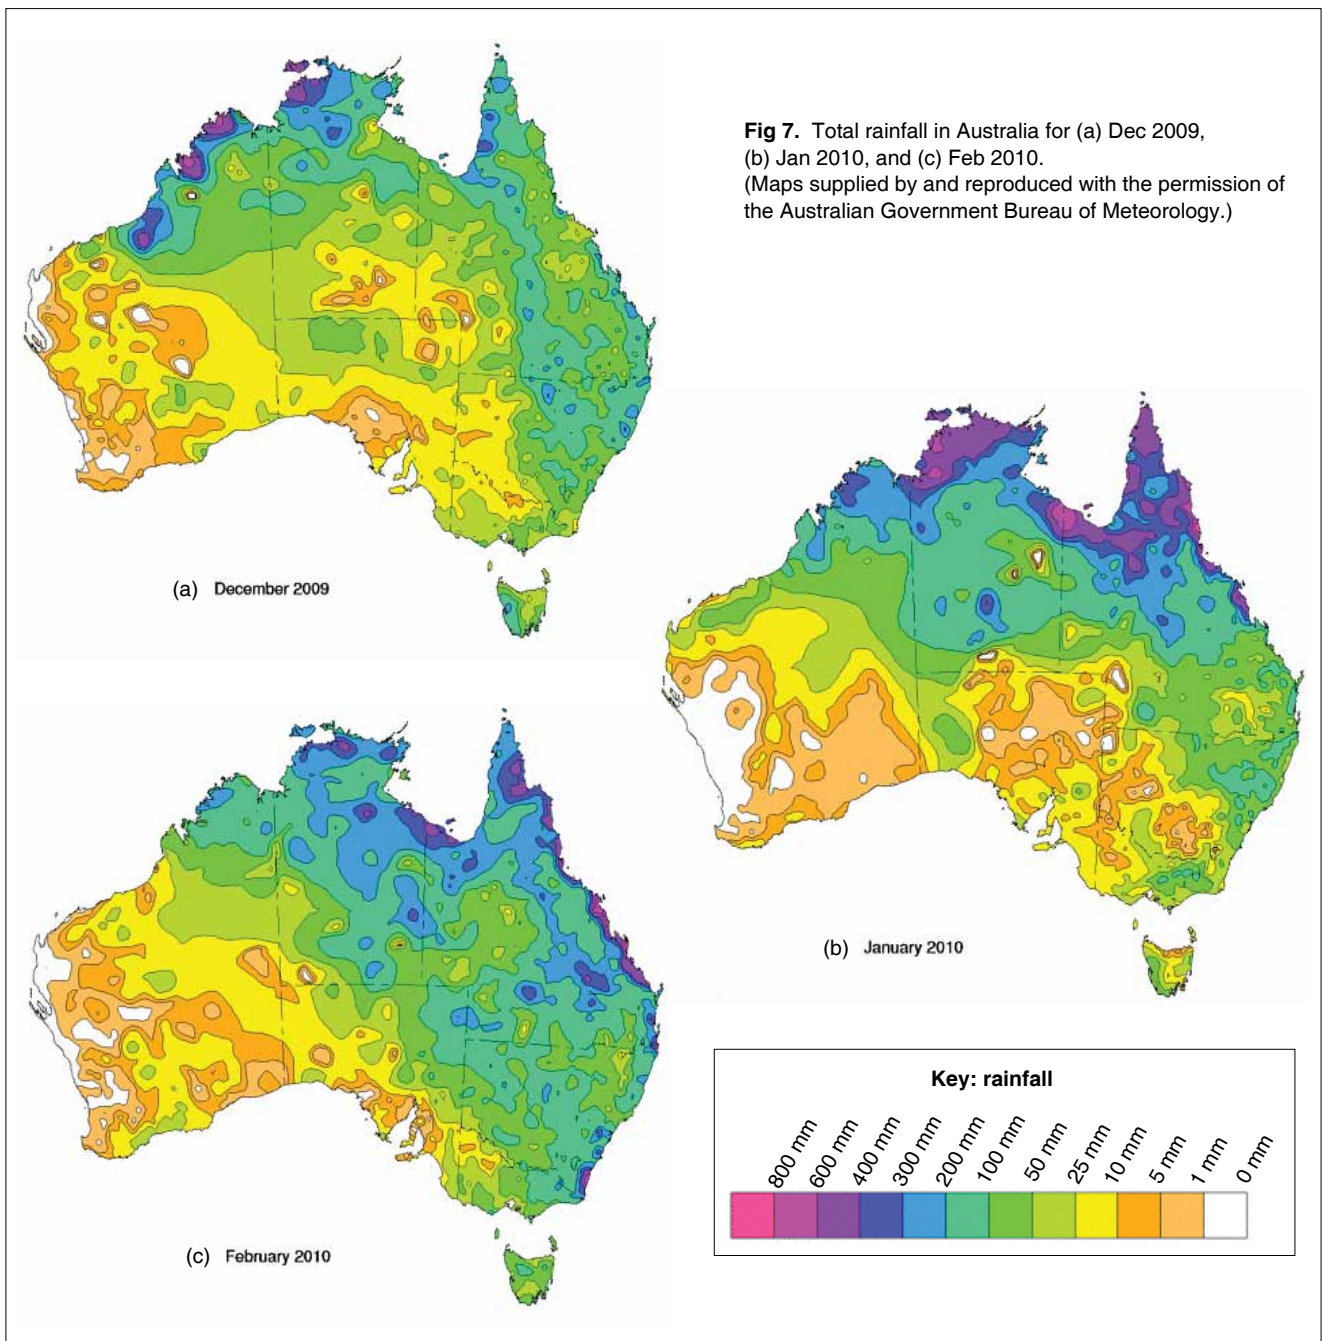 Fig 7. Total rainfall in Australia for (a) Dec 2009,
(b) Jan 2010, and (c) Feb 2010.
(Maps supplied by and reproduced with the permission of
the Australian Government Bureau of Meteorology.)
(a) December 2009
(b) January 2010
(c) February 2010
Key: rainfall
800 mm
600 mm
400 mm
300 mm
200 mm
100 mm
50 mm
25 mm
10 mm
5 mm
1 mm
0 mm